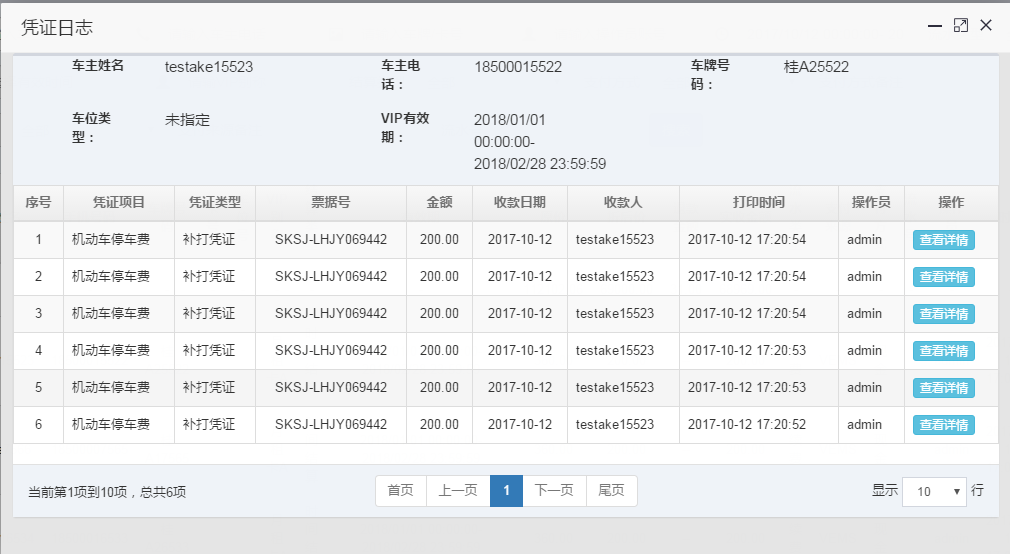 凭证日志
车主姓名 testake15523 车主电话： 18500015522 车牌号码： 桂A25522
车位类型： 未指定 VIP有效期： 2018/01/01
00:00:00-
2018/02/28 23:59:59
序号 凭证项目 凭证类型 票据号 金额 收款日期 收款人 打印时间 操作员 操作
1 机动车停车费 补打凭证 SKSJ-LHJY069442 200.00 2017-10-12 testake15523 2017-10-12 17:20:54 admin 查看详情
2 机动车停车费 补打凭证 SKSJ-LHJY069442 200.00 2017-10-12 testake15523 2017-10-12 17:20:54 admin 查看详情
3 机动车停车费 补打凭证 SKSJ-LHJY069442 200.00 2017-10-12 testake15523 2017-10-12 17:20:54 admin 查看详情
4 机动车停车费 补打凭证 SKSJ-LHJY069442 200.00 2017-10-12 testake15523 2017-10-12 17:20:53 admin 查看详情
5 机动车停车费 补打凭证 SKSJ-LHJY069442 200.00 2017-10-12 testake15523 2017-10-12 17:20:53 admin 查看详情
6 机动车停车费 补打凭证 SKSJ-LHJY069442 200.00 2017-10-12 testake15523 2017-10-12 17:20:52 admin 查看详情
当前第1项到10项，总共6项 首页 上一页 1 下一页 尾页 显示 10 行